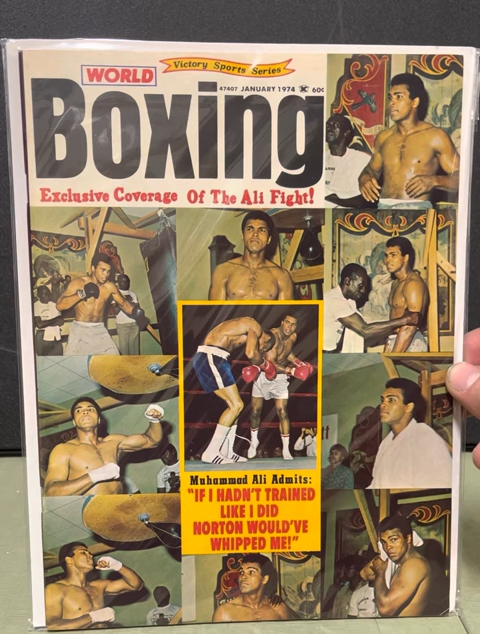 Victory Sports Series
WORLD
47407 JANUARY 1974 K 60¢
Boxing
Exclusive Coverage Of The Ali Fight!
Muhammad Ali Admits:
"IF I HADN'T TRAINED
LIKE I DID
NORTON WOULD'VE
WHIPPED ME!"